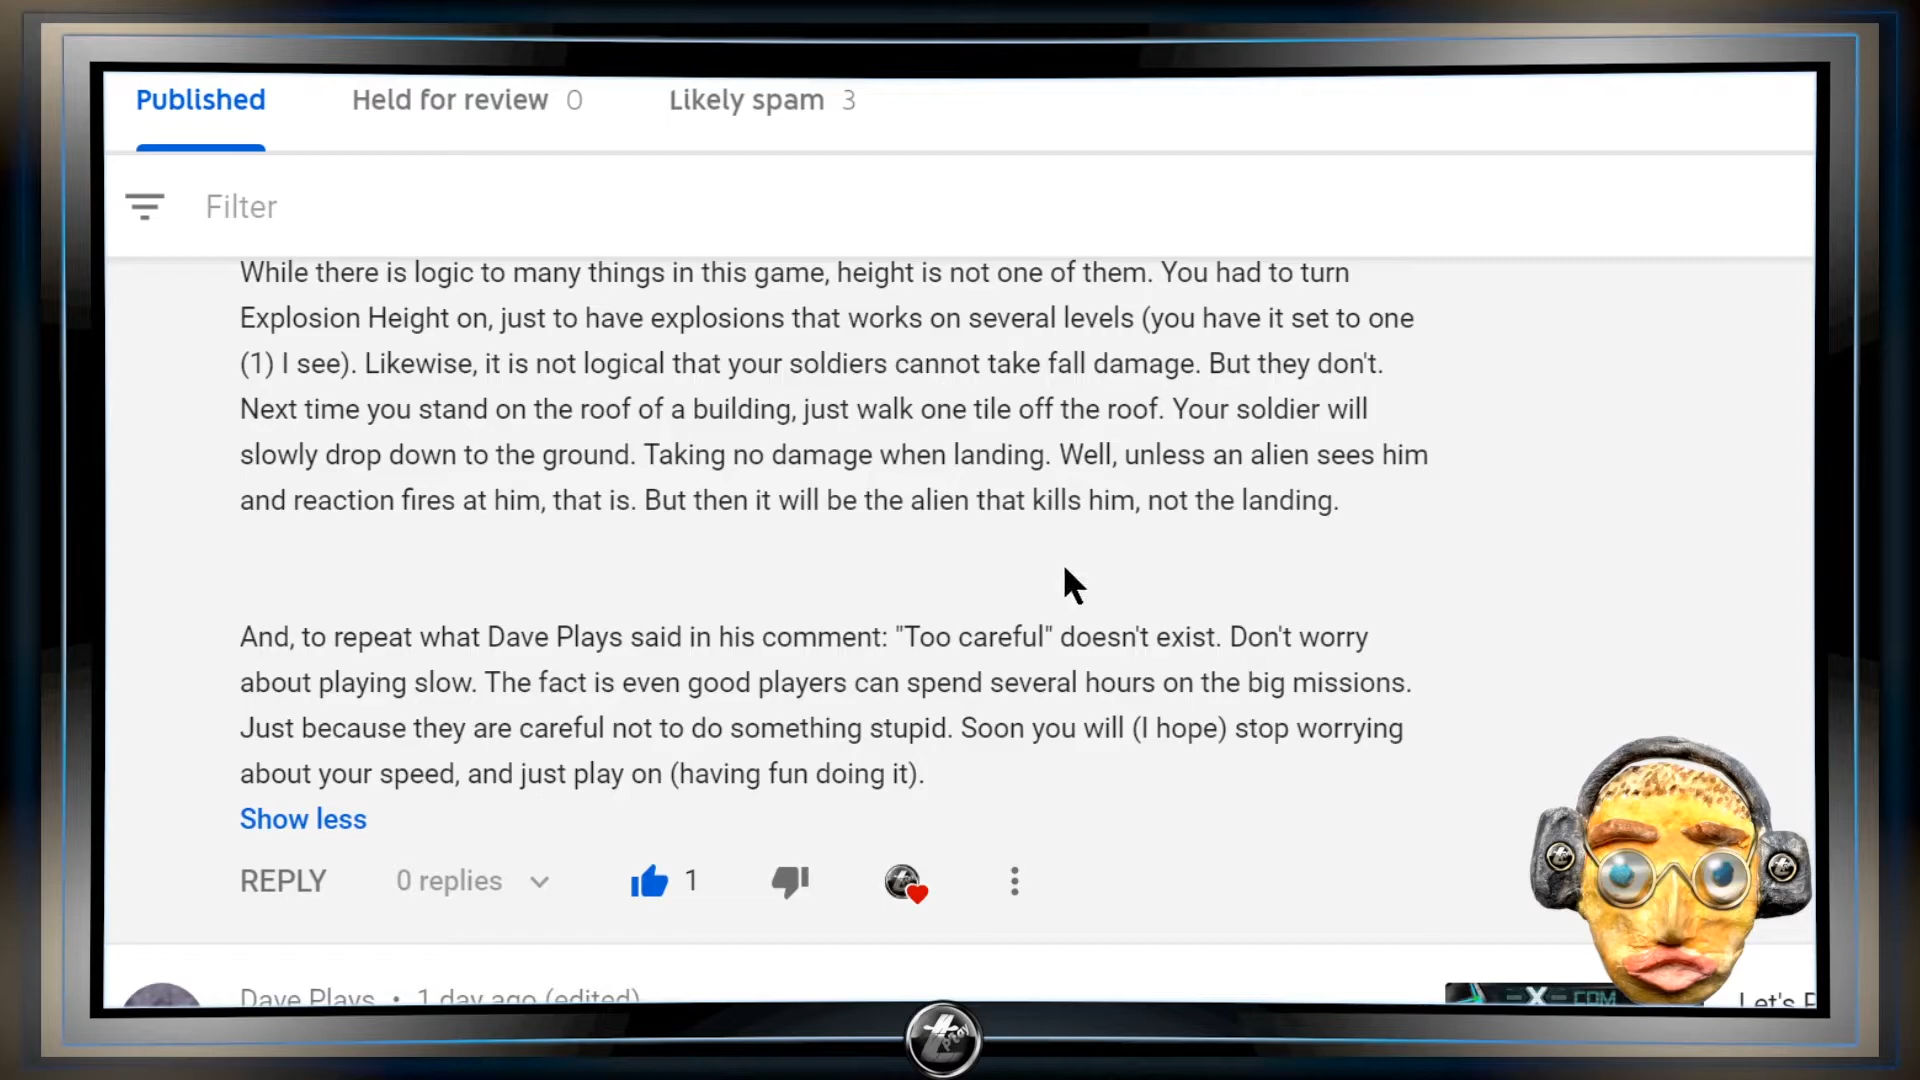 Published Held for review 0 Likely spam 3
Filter
While there is logic to many things in this game, height is not one of them. You had to turn
Explosion Height on, just to have explosions that works on several levels (you have it set to one
(1) I see). Likewise, it is not logical that your soldiers cannot take fall damage. But they don't.
Next time you stand on the roof of a building, just walk one tile off the roof. Your soldier will
slowly drop down to the ground. Taking no damage when landing. Well, unless an alien sees him
and reaction fires at him, that is. But then it will be the alien that kills him, not the landing.
And, to repeat what Dave Plays said in his comment: "Too careful" doesn't exist. Don't worry
about playing slow. The fact is even good players can spend several hours on the big missions.
Just because they are careful not to do something stupid. Soon you will (I hope) stop worrying
about your speed, and just play on (having fun doing it).
Show less
REPLY 0 replies 1
Dave Plays • 1 day ago (edited)
-X-COM
Let's
Play